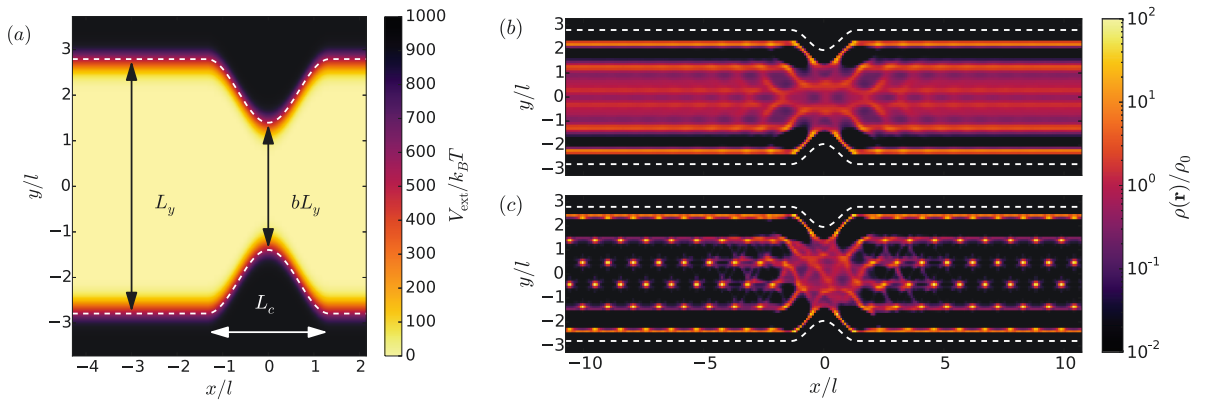 (a)
3
2
1
0
−1
−2
−3
y/l
−4 −3 −2 −1 0 1 2
x/l
L_y
bL_y
L_c
1000
900
800
700
600
500
400
300
200
100
0
V_ext/k_BT
(b)
3
2
1
0
−1
−2
−3
y/l
(c)
3
2
1
0
−1
−2
−3
y/l
−10 −5 0 5 10
x/l
10^2
10^1
10^0
10^-1
10^-2
ρ(r)/ρ_0